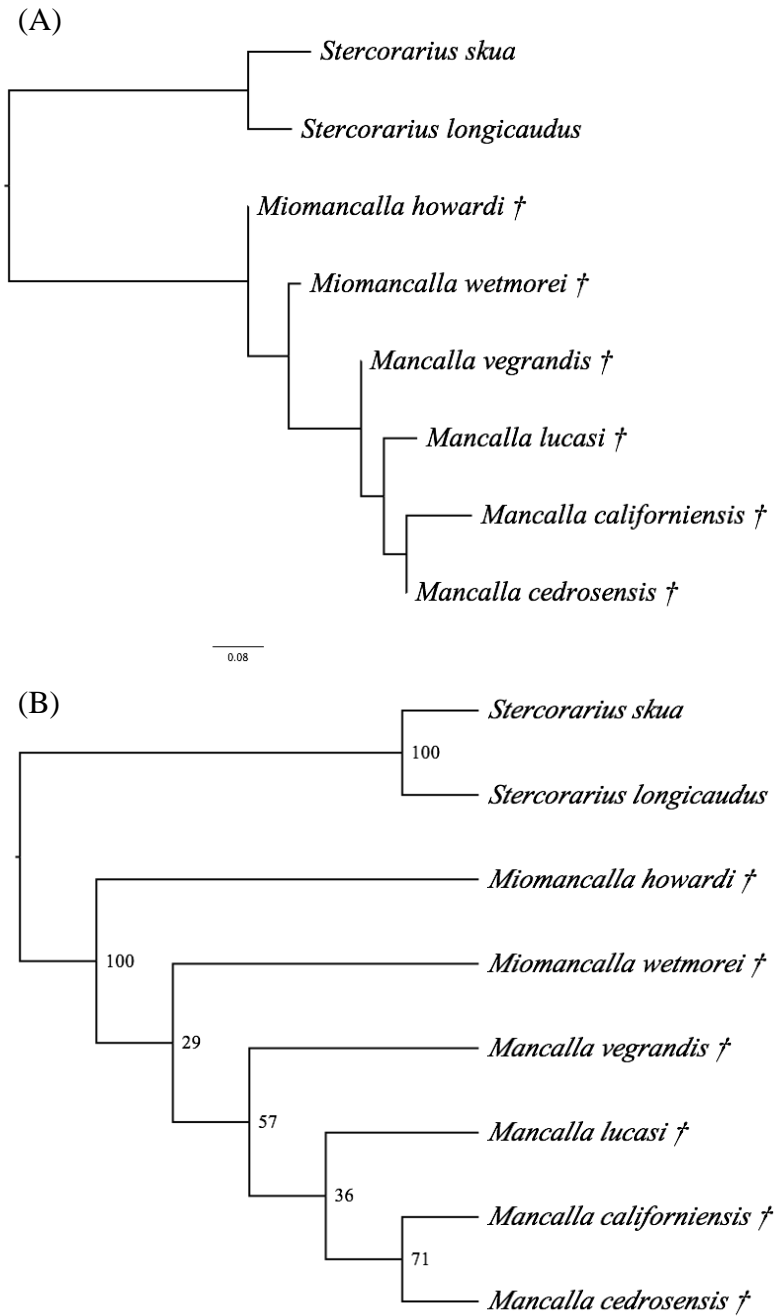 (A)
Stercorarius skua
Stercorarius longicaudus
Miomancalla howardi †
Miomancalla wetmorei †
Mancalla vegrandis †
Mancalla lucasi †
Mancalla californiensis †
Mancalla cedrosensis †
0.08
(B)
Stercorarius skua
100
Stercorarius longicaudus
Miomancalla howardi †
100
Miomancalla wetmorei †
29
Mancalla vegrandis †
57
Mancalla lucasi †
36
Mancalla californiensis †
71
Mancalla cedrosensis †